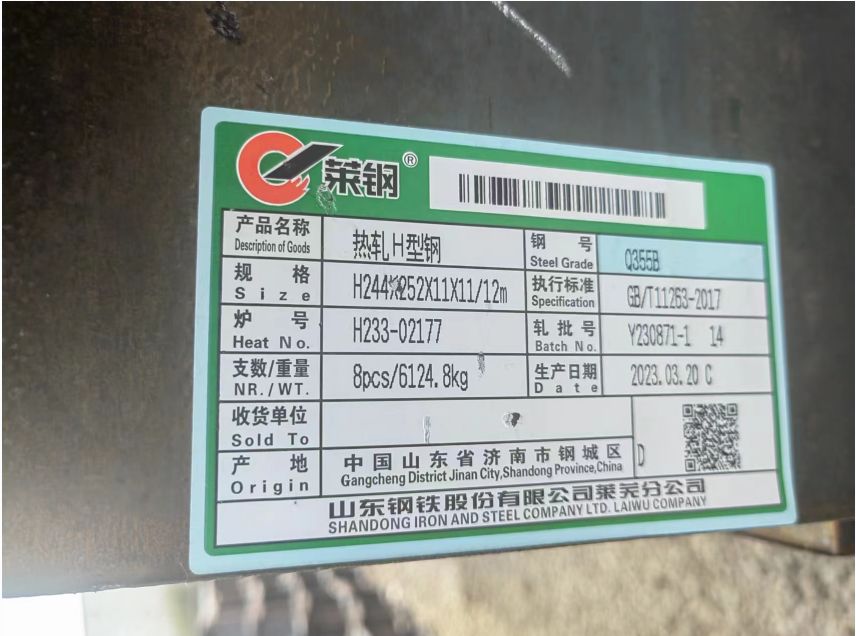 莱钢®
产品名称 热轧H型钢 钢号 Q355B
Description of Goods Steel Grade
规格 H244X252X11X11/12m 执行标准 GB/T11263-2017
Size Specification
炉号 H233-02177 轧批号 Y230871-1 14
Heat No. Batch No.
支数/重量 8pcs/6124.8kg 生产日期 2023.03.20 C
NR./WT. Date
收货单位
Sold To
D
产地 中国山东省济南市钢城区
Origin Gangcheng District Jinan City,Shandong Province,China
山东钢铁股份有限公司莱芜分公司
SHANDONG IRON AND STEEL COMPANY LTD. LAIWU COMPANY